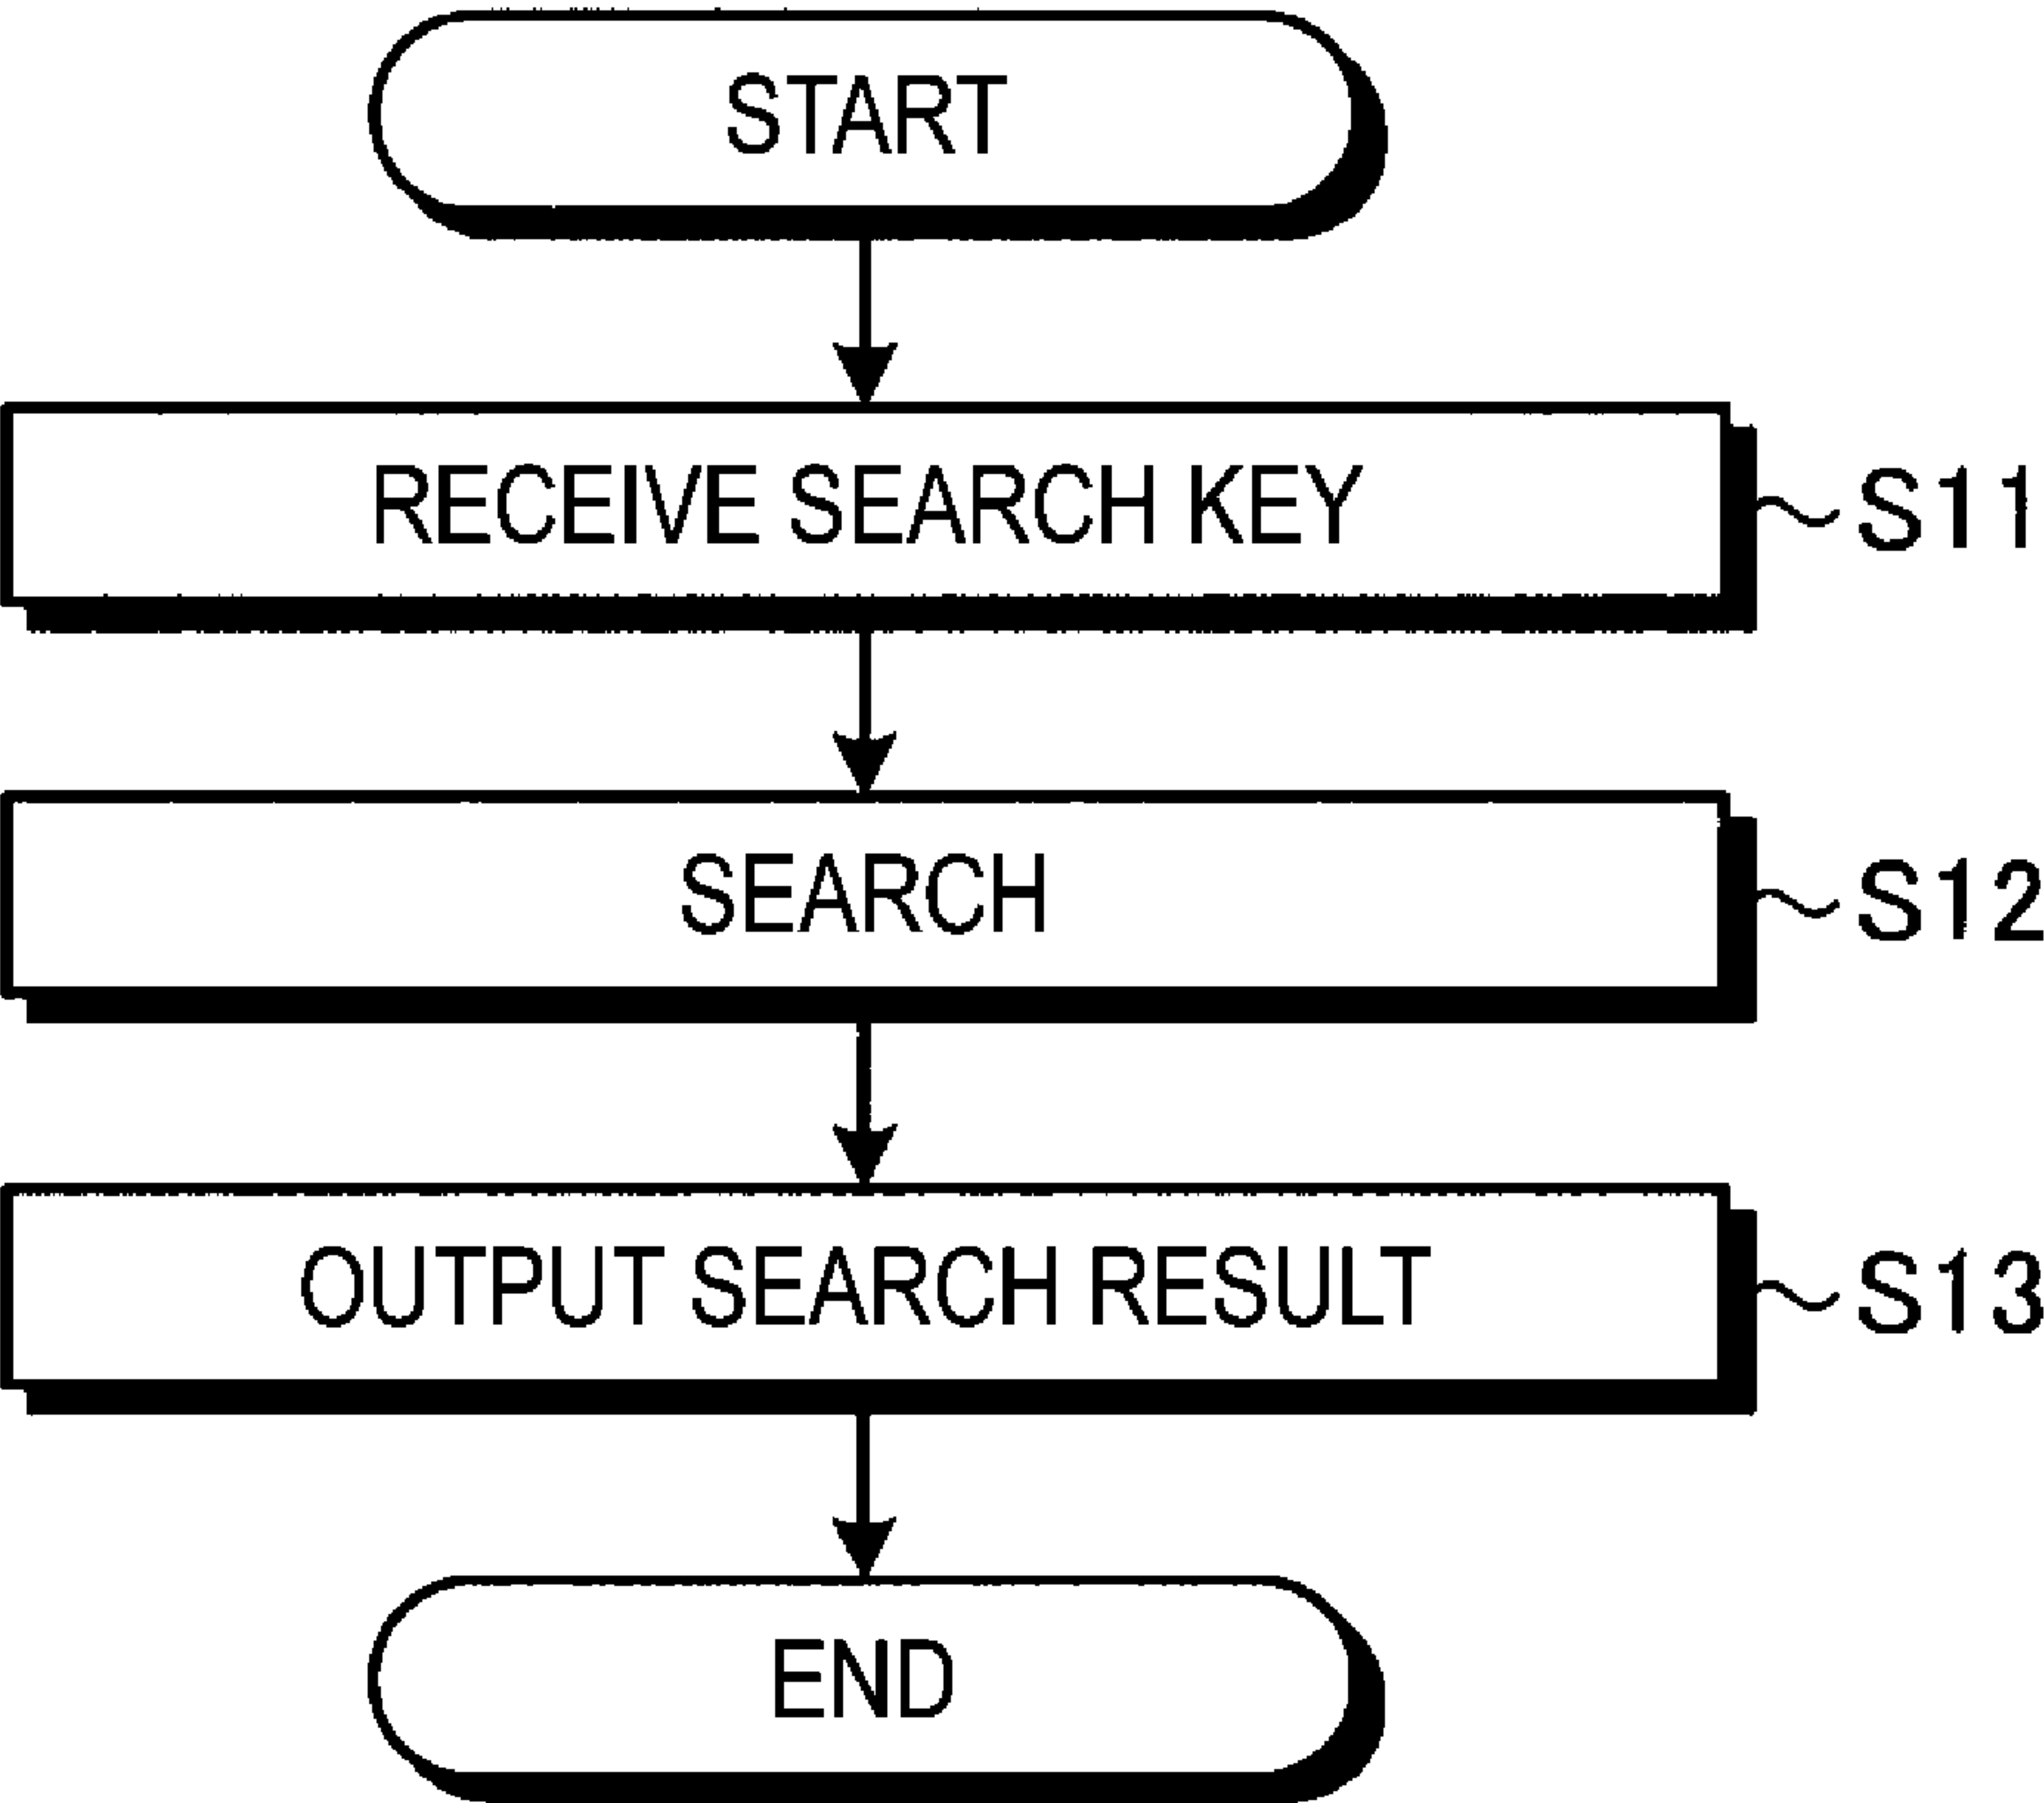 START
RECEIVE SEARCH KEY
S11
SEARCH
S12
OUTPUT SEARCH RESULT
S13
END